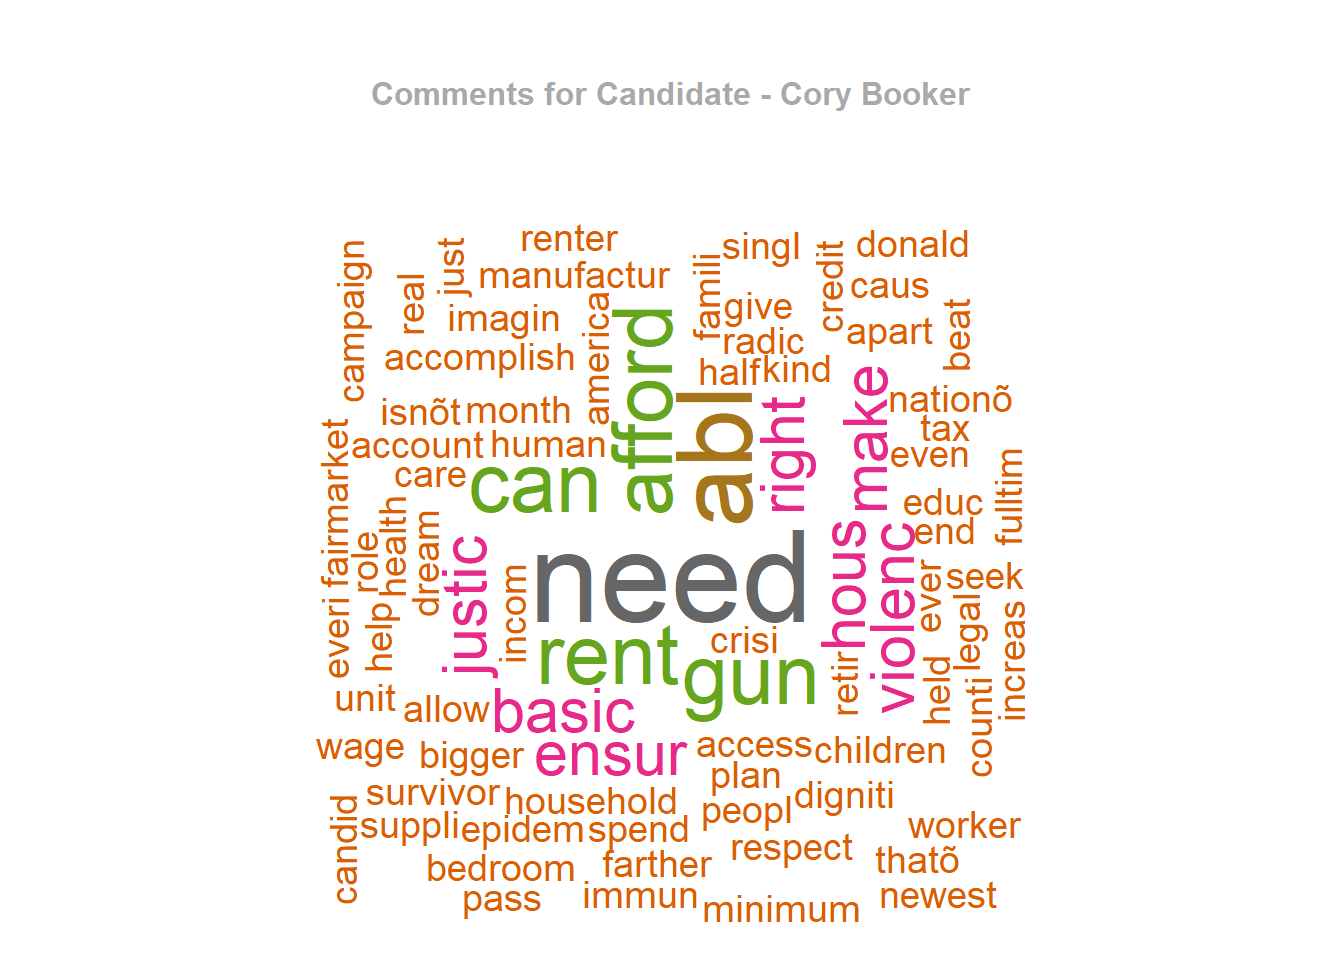 Comments for Candidate - Cory Booker
renter
singl
donald
campaign
real
just
manufactur
famili
credit
caus
imagin
america
afford
give
apart
beat
accomplish
radic
half
kind
isnõt
month
abl
right
make
nationõ
account
human
tax
care
can
even
fairmarket
role
health
dream
educ
fulltim
end
justic
incom
need
hous
violenc
ever
seek
everi
help
legal
increas
crisi
rent
gun
retir
held
counti
unit
allow
basic
wage
bigger
ensur
access
children
plan
survivor
household
peopl
digniti
candid
suppli
epidem
spend
worker
respect
bedroom
farther
thatõ
pass
immun
minimum
newest